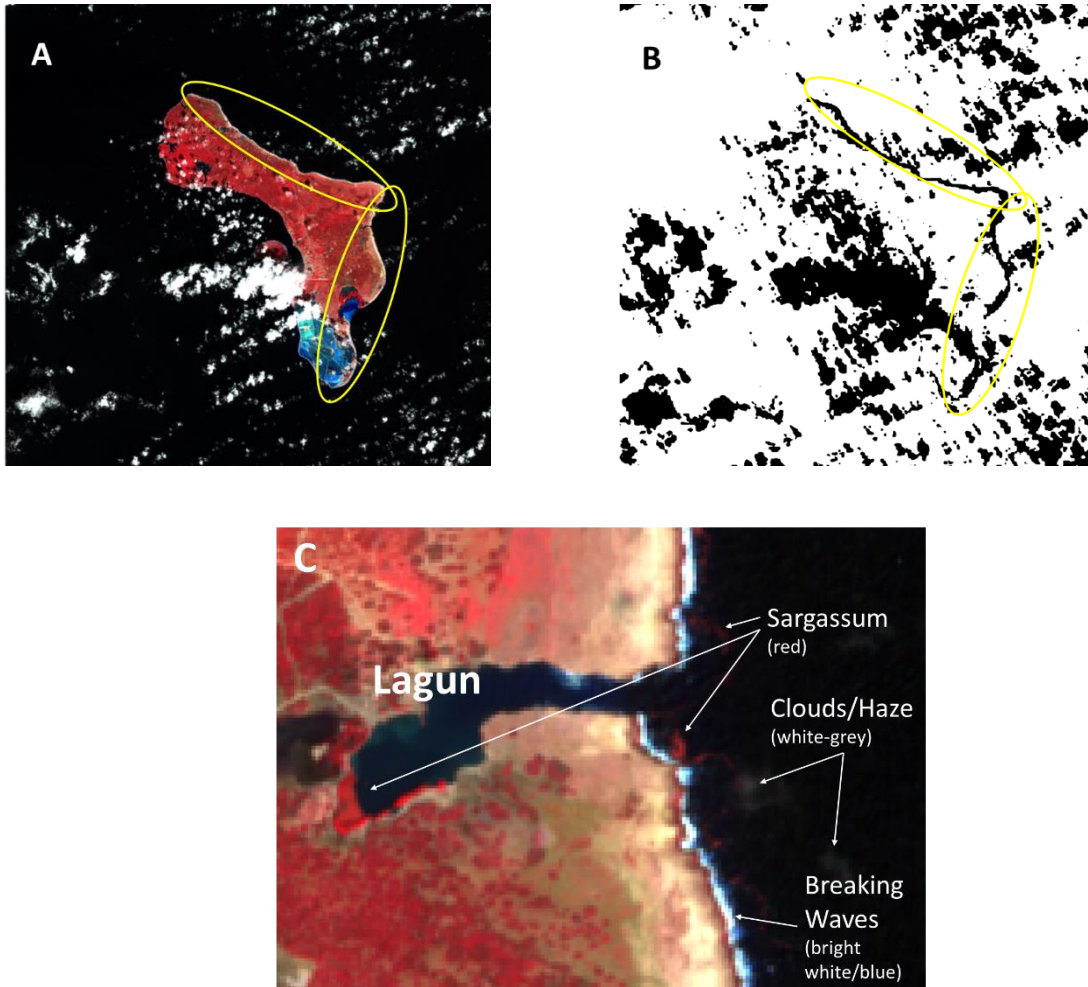 A
B
C
Sargassum
(red)
Lagun
Clouds/Haze
(white-grey)
Breaking
Waves
(bright
white/blue)